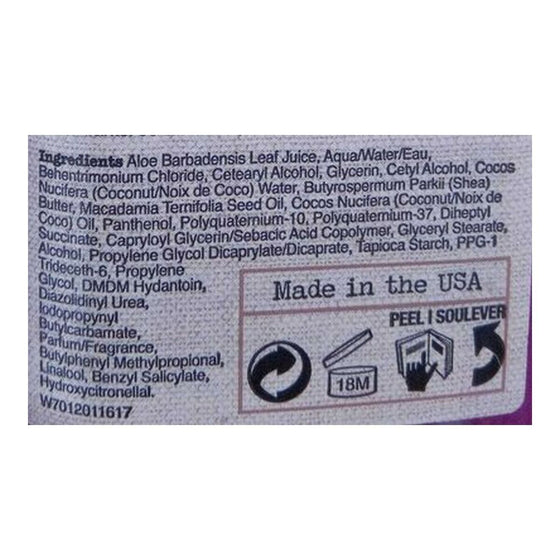 Ingredients Aloe Barbadensis Leaf Juice, Aqua/Water/Eau,
Behentrimonium Chloride, Cetearyl Alcohol, Glycerin, Cetyl Alcohol, Cocos
Nucifera (Coconut/Noix de Coco) Water, Butyrospermum Parkii (Shea)
Butter, Macadamia Ternifolia Seed Oil, Cocos Nucifera (Coconut/Noix de
Coco) Oil, Panthenol, Polyquaternium-10, Polyquaternium-37, Diheptyl
Succinate, Capryloyl Glycerin/Sebacic Acid Copolymer, Glyceryl Stearate,
Alcohol, Propylene Glycol Dicaprylate/Dicaprate, Tapioca Starch, PPG-1
Trideceth-6, Propylene
Glycol, DMDM Hydantoin,
Diazolidinyl Urea,
Iodopropynyl
Butylcarbamate,
Parfum/Fragrance,
Butylphenyl Methylpropional,
Linalool, Benzyl Salicylate,
Hydroxycitronellal.
W7012011617
Made in the USA
PEEL | SOULEVER
18M